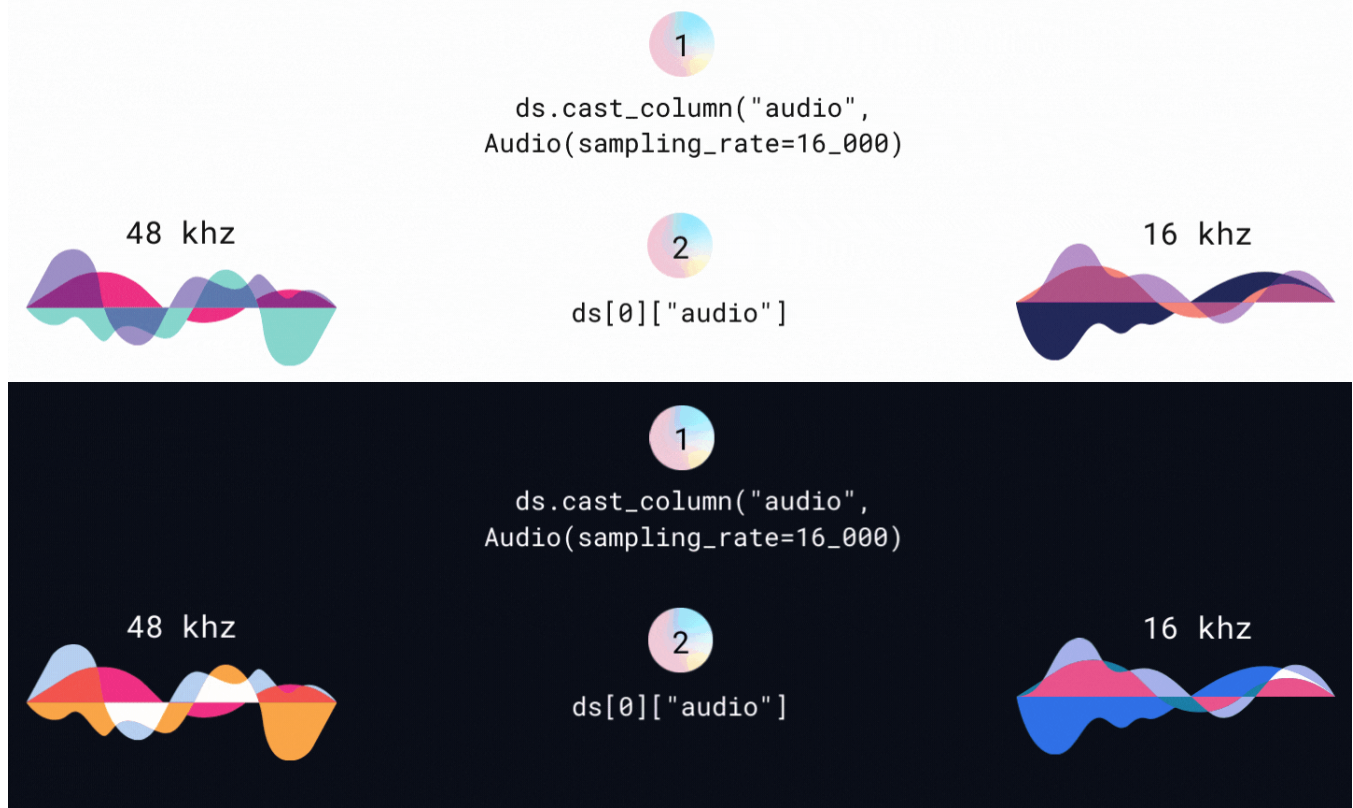 1
ds.cast_column("audio",
Audio(sampling_rate=16_000)
48 khz
2
16 khz
ds[0]["audio"]
1
ds.cast_column("audio",
Audio(sampling_rate=16_000)
48 khz
2
16 khz
ds[0]["audio"]